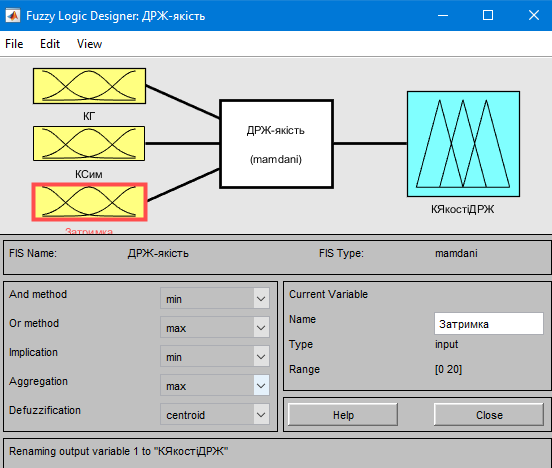 Fuzzy Logic Designer: ДРЖ-якість
File Edit View
КГ
КСим
Затримка
ДРЖ-якість
(mamdani)
КЯкостіДРЖ
FIS Name: ДРЖ-якість FIS Type: mamdani
And method min
Or method max
Implication min
Aggregation max
Defuzzification centroid
Current Variable
Name Затримка
Type input
Range [0 20]
Help Close
Renaming output variable 1 to "КЯкостіДРЖ"